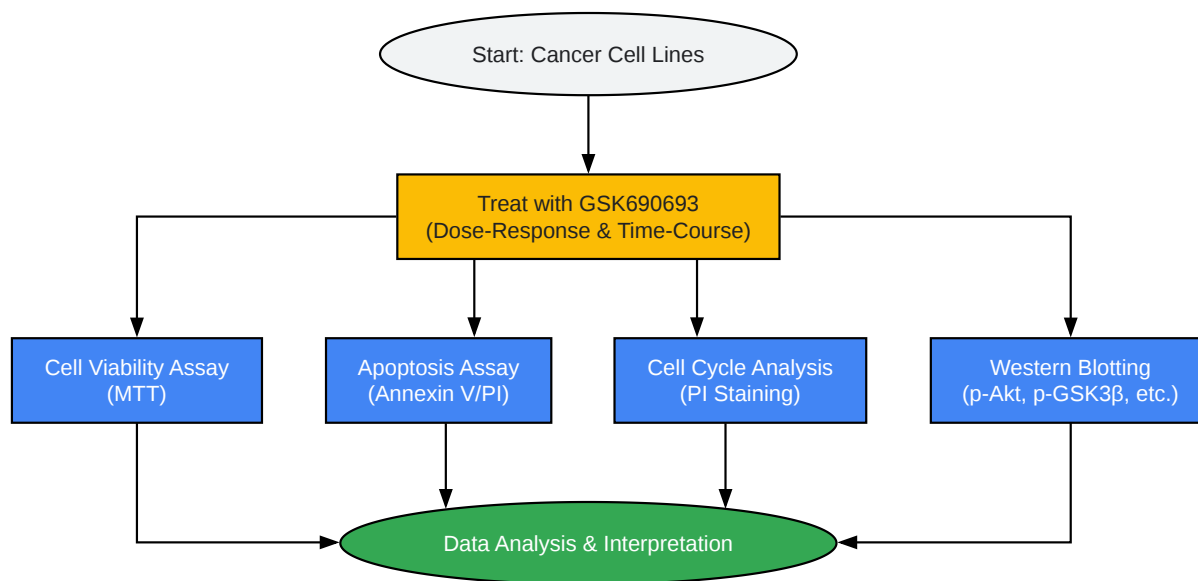 Start: Cancer Cell Lines
Treat with GSK690693
(Dose-Response & Time-Course)
Cell Viability Assay
(MTT)
Apoptosis Assay
(Annexin V/PI)
Cell Cycle Analysis
(PI Staining)
Western Blotting
(p-Akt, p-GSK3β, etc.)
Data Analysis & Interpretation